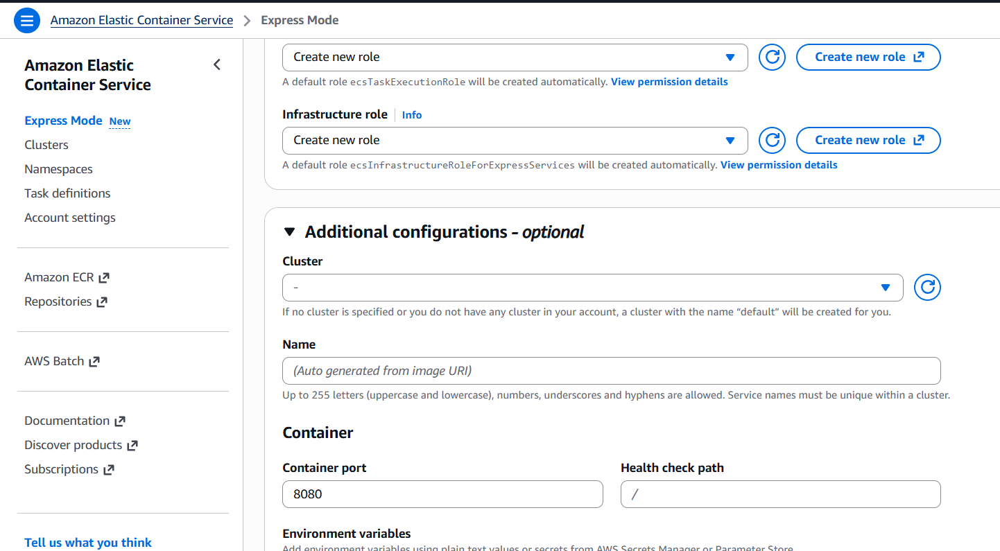 Amazon Elastic Container Service > Express Mode
Amazon Elastic
Container Service
Express Mode New
Clusters
Namespaces
Task definitions
Account settings
Amazon ECR
Repositories
AWS Batch
Documentation
Discover products
Subscriptions
Tell us what you think
Create new role
Create new role
A default role ecsTaskExecutionRole will be created automatically. View permission details
Infrastructure role Info
Create new role
Create new role
A default role ecsInfrastructureRoleForExpressServices will be created automatically. View permission details
Additional configurations - optional
Cluster
-
If no cluster is specified or you do not have any cluster in your account, a cluster with the name “default” will be created for you.
Name
(Auto generated from image URI)
Up to 255 letters (uppercase and lowercase), numbers, underscores and hyphens are allowed. Service names must be unique within a cluster.
Container
Container port
Health check path
8080
/
Environment variables
Add environment variables using plain text values or secrets from AWS Secrets Manager or Parameter Store.